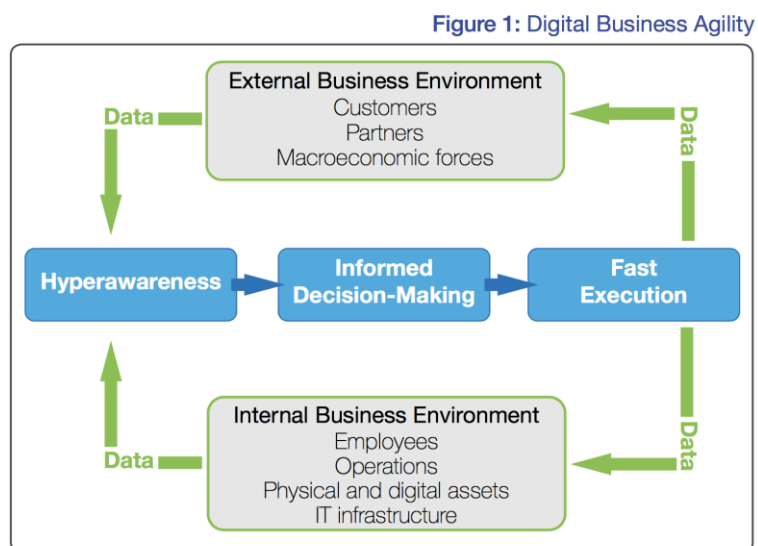 Figure 1: Digital Business Agility
External Business Environment
Customers
Partners
Macroeconomic forces
Data
Data
Hyperawareness
Informed
Decision-Making
Fast
Execution
Internal Business Environment
Employees
Operations
Physical and digital assets
IT infrastructure
Data
Data